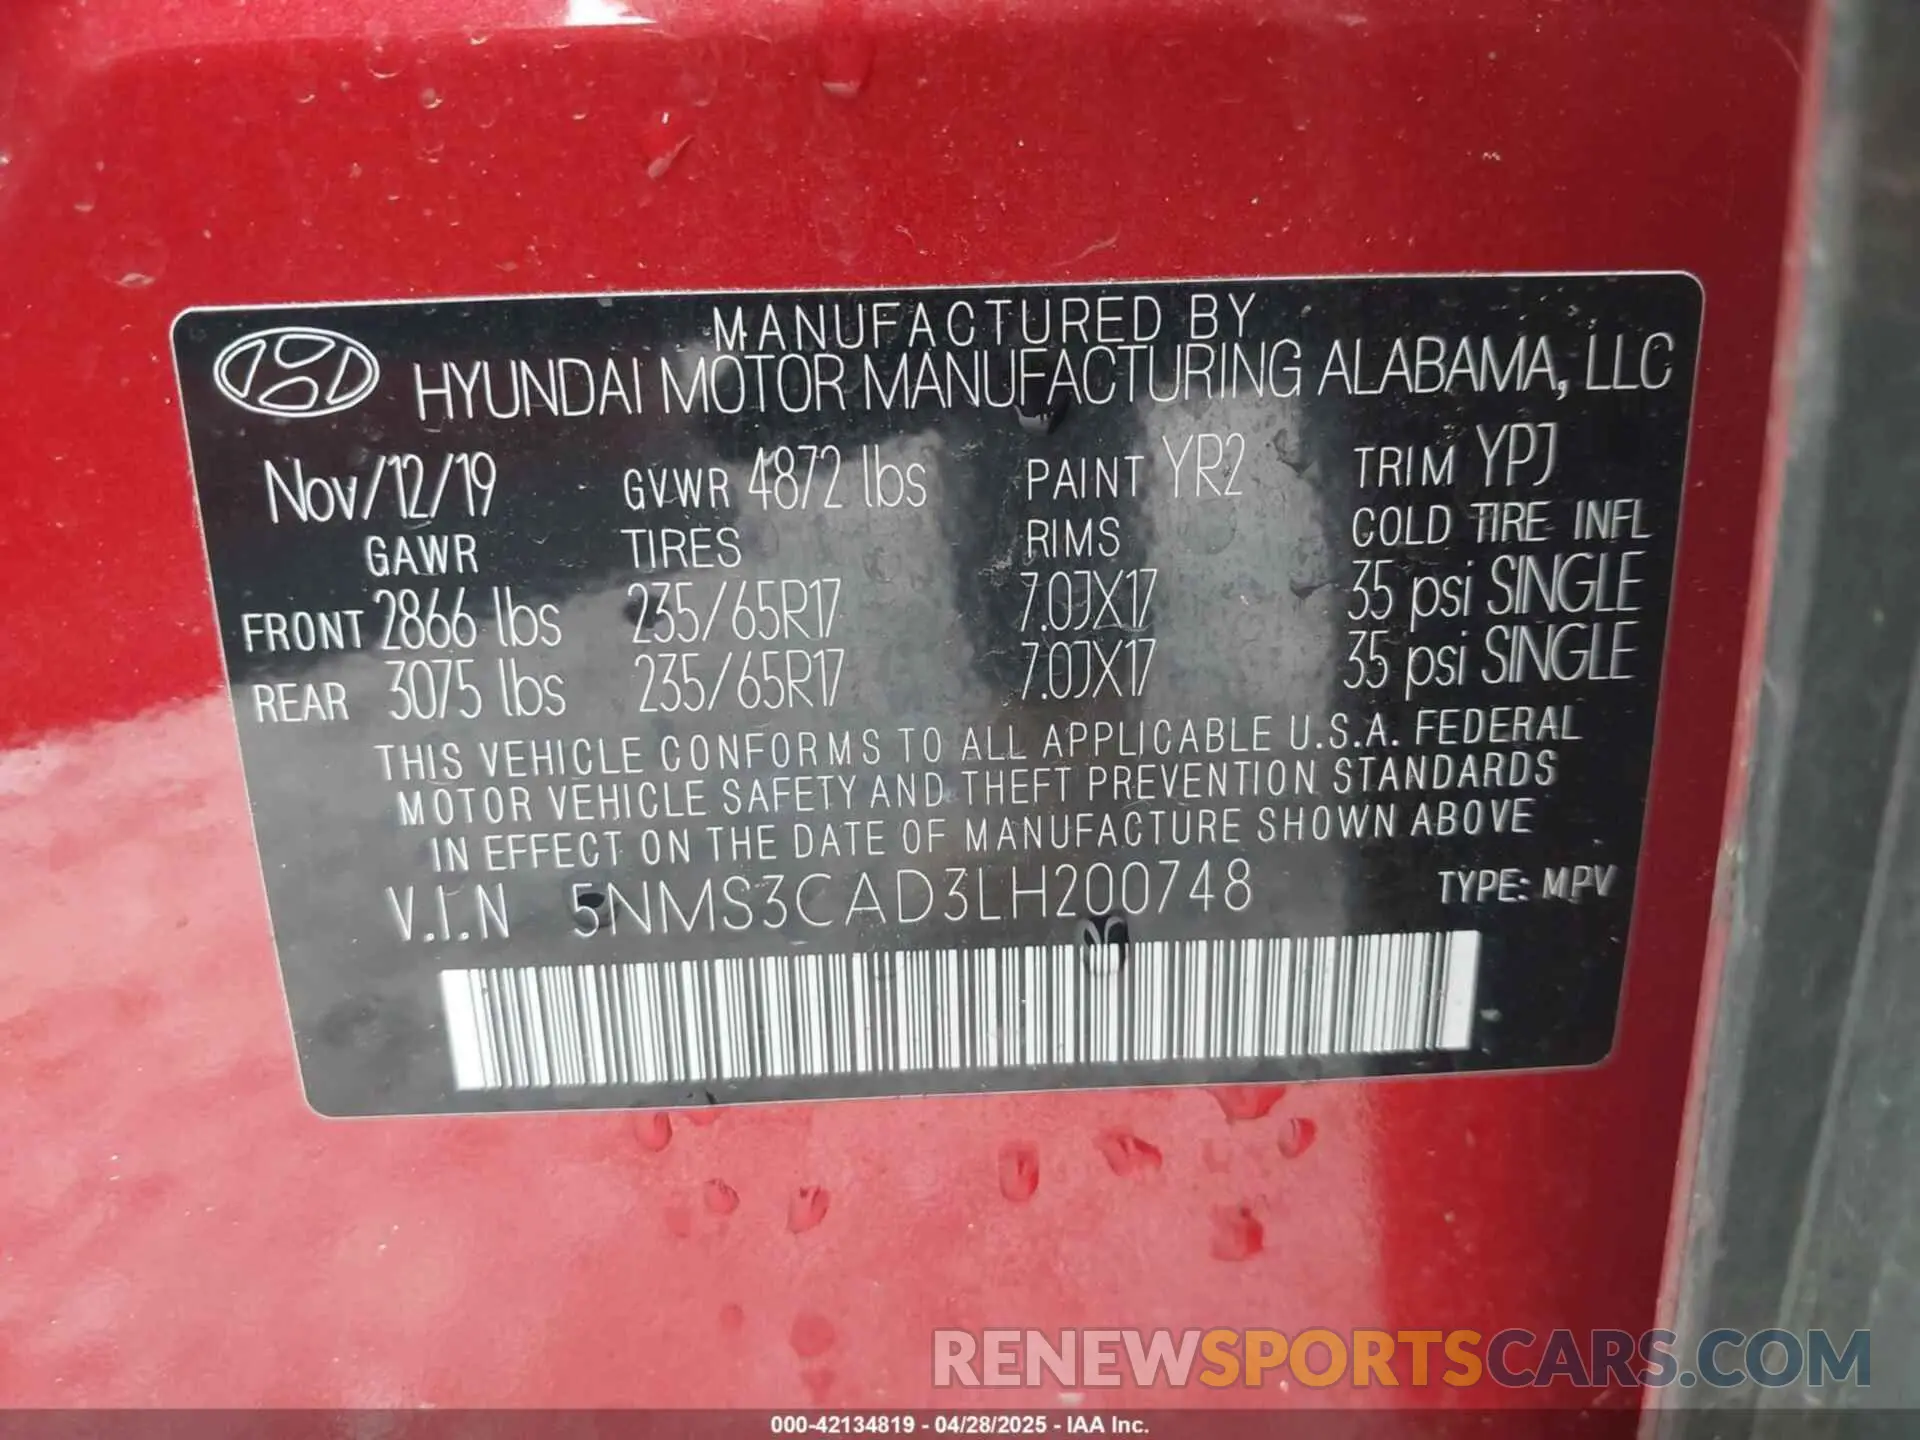 MANUFACTURED BY
HYUNDAI MOTOR MANUFACTURING ALABAMA, LLC
Nov/12/19 GVWR 4872 lbs PAINT YR2 TRIM YPJ
GAWR TIRES RIMS COLD TIRE INFL
FRONT 2866 lbs 235/65R17 7.0JX17 35 psi SINGLE
REAR 3075 lbs 235/65R17 7.0JX17 35 psi SINGLE
THIS VEHICLE CONFORMS TO ALL APPLICABLE U.S.A. FEDERAL
MOTOR VEHICLE SAFETY AND THEFT PREVENTION STANDARDS
IN EFFECT ON THE DATE OF MANUFACTURE SHOWN ABOVE
V.I.N 5NMS3CAD3LH200748 TYPE: MPV
RENEWSPORTSCARS.COM
000-42134819 - 04/28/2025 - IAA Inc.